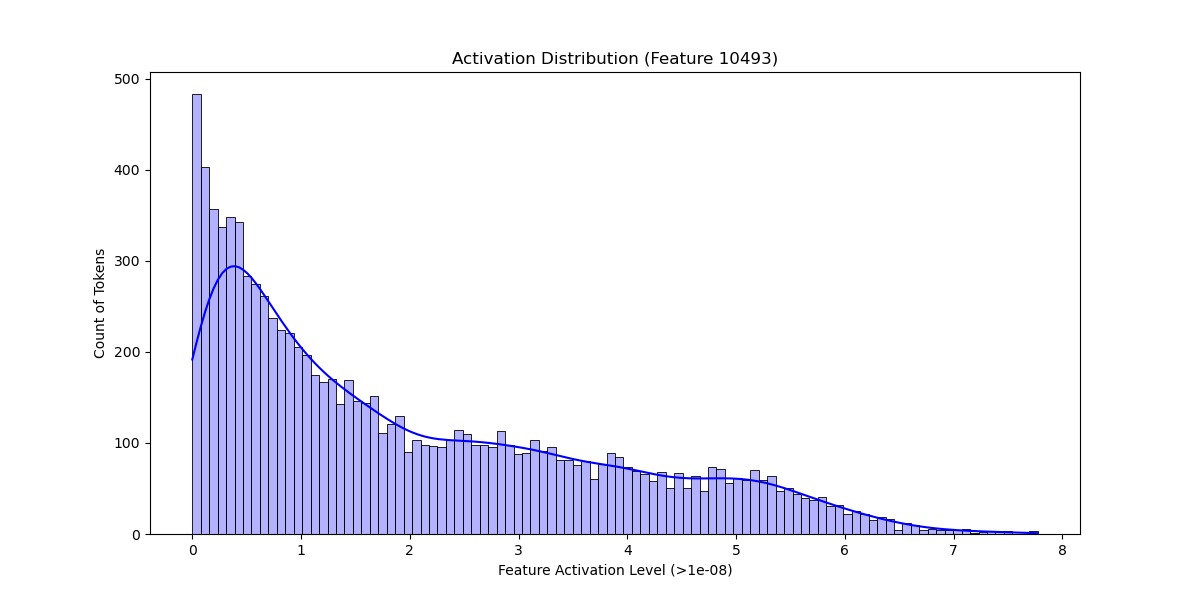 Activation Distribution (Feature 10493)
500
400
300
200
100
0
Count of Tokens
0 1 2 3 4 5 6 7 8
Feature Activation Level (>1e-08)